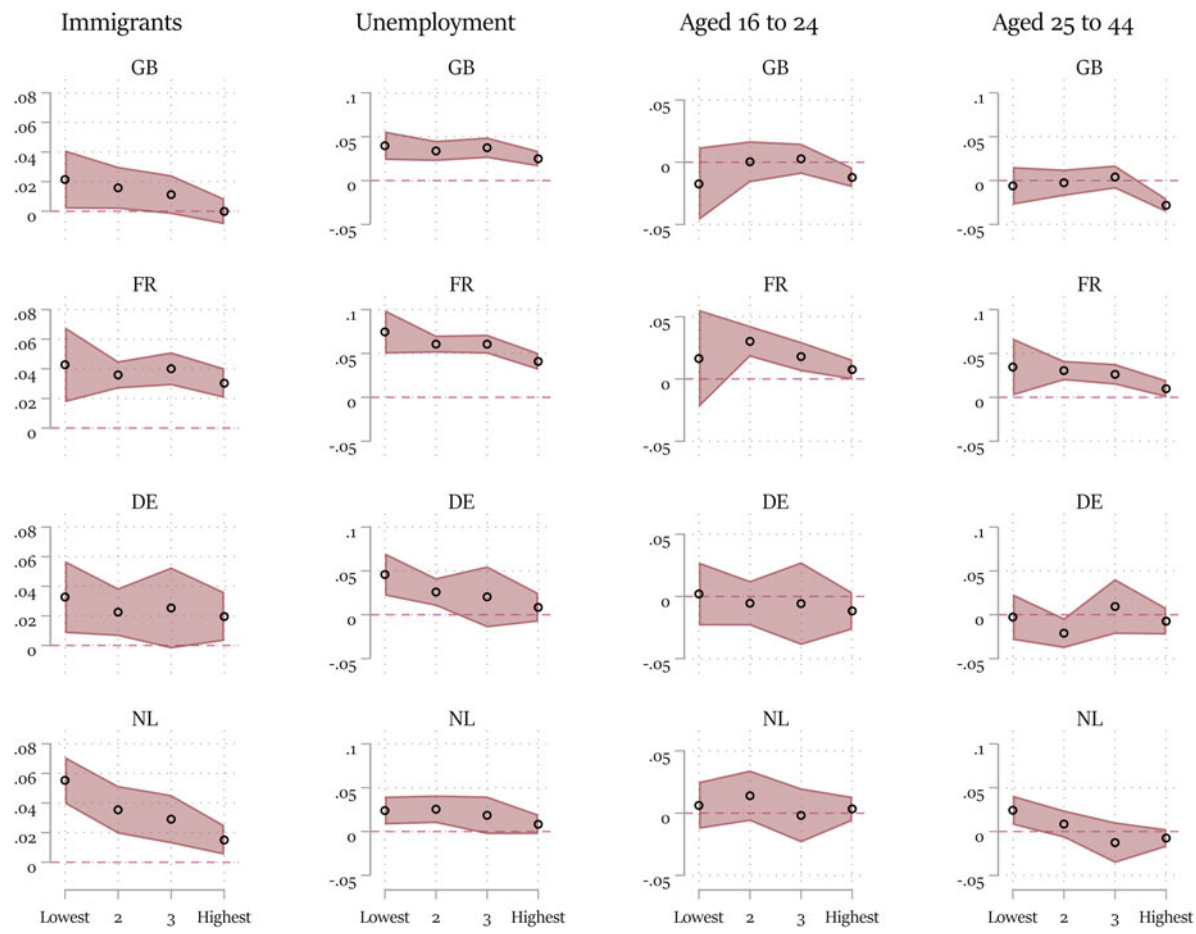 Immigrants Unemployment Aged 16 to 24 Aged 25 to 44
GB GB GB GB
.08 .1 .05 .1
.06 .05 0 .05
.04 0 -.05 0
.02 -.05 -.05
0
FR FR FR FR
.08 .1 .05 .1
.06 .05 0 .05
.04 0 -.05 0
.02 -.05 -.05
0
DE DE DE DE
.08 .1 .05 .1
.06 .05 0 .05
.04 0 -.05 0
.02 -.05 -.05
0
NL NL NL NL
.08 .1 .05 .1
.06 .05 0 .05
.04 0 -.05 0
.02 -.05 -.05
0
Lowest 2 3 Highest Lowest 2 3 Highest Lowest 2 3 Highest Lowest 2 3 Highest